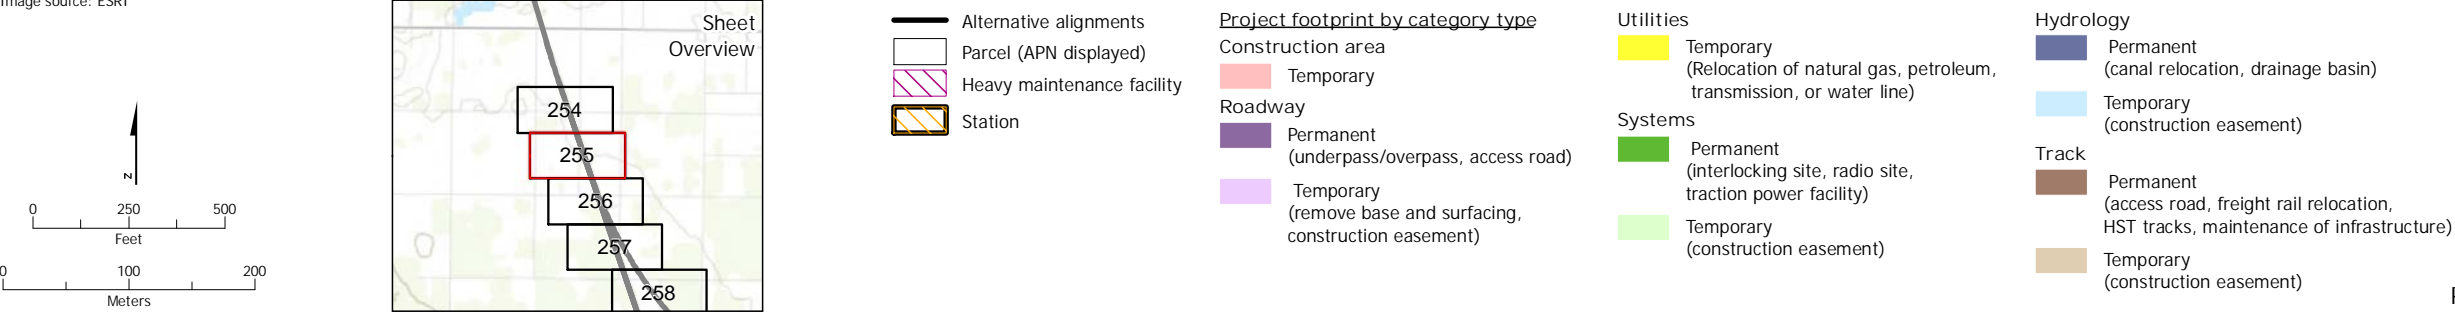 Image source: ESRI
N
0 250 500
Feet
0 100 200
Meters
Sheet
Overview
254
255
256
257
258
Alternative alignments
Parcel (APN displayed)
Heavy maintenance facility
Station
Project footprint by category type
Construction area
Temporary
Roadway
Permanent
(underpass/overpass, access road)
Temporary
(remove base and surfacing,
construction easement)
Utilities
Temporary
(Relocation of natural gas, petroleum,
transmission, or water line)
Systems
Permanent
(interlocking site, radio site,
traction power facility)
Temporary
(construction easement)
Hydrology
Permanent
(canal relocation, drainage basin)
Temporary
(construction easement)
Track
Permanent
(access road, freight rail relocation,
HST tracks, maintenance of infrastructure)
Temporary
(construction easement)